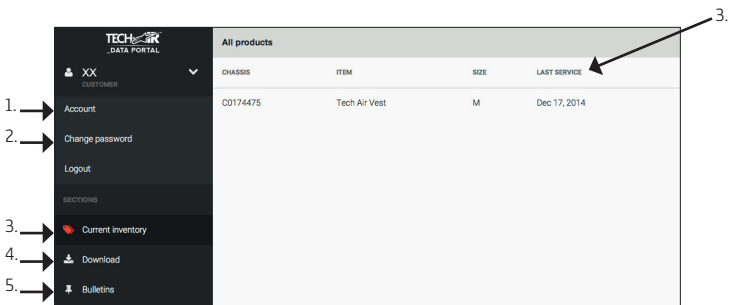 3.
TECH AIR
_DATA PORTAL
All products
XX
CUSTOMER
CHASSIS ITEM SIZE LAST SERVICE
1. Account
C0174475 Tech Air Vest M Dec 17, 2014
2. Change password
Logout
SECTIONS
3. Current inventory
4. Download
5. Bulletins